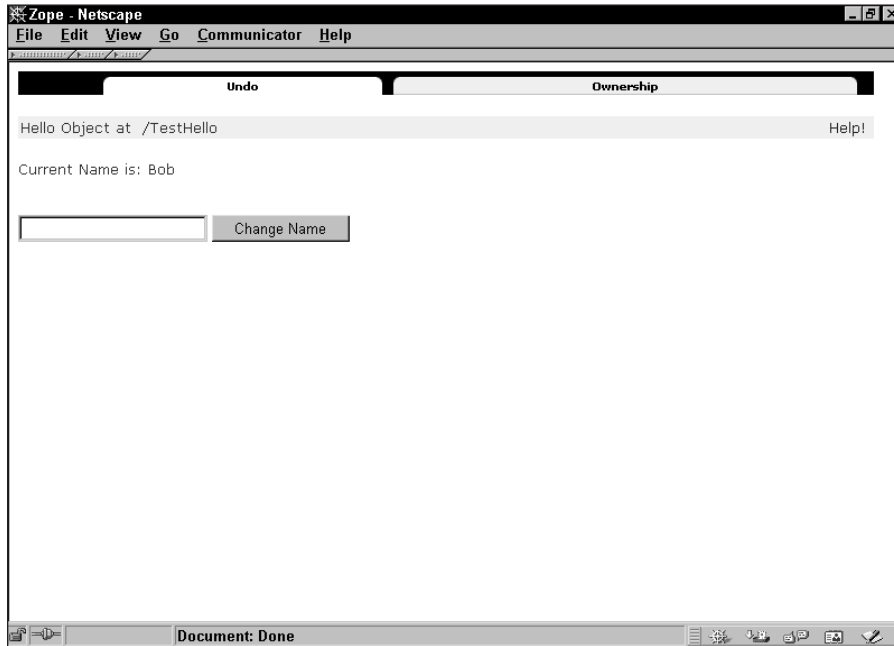 Zope - Netscape
File Edit View Go Communicator Help
Undo Ownership
Hello Object at /TestHello Help!
Current Name is: Bob
Change Name
Document: Done